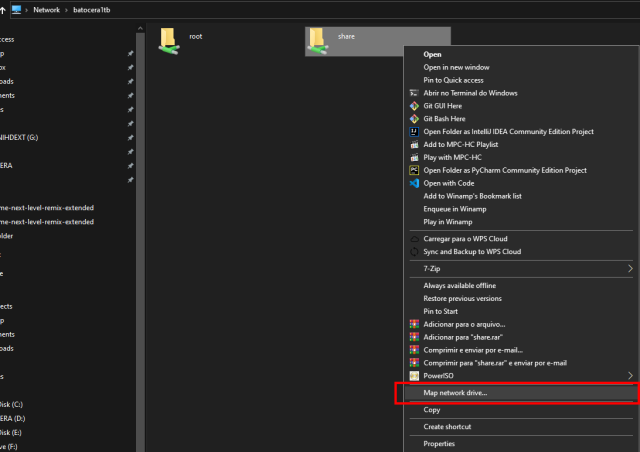 Network > batocera1tb
root
share
ccess
p
ox
oads
ments
s
NIHDEXT (G:)
ERA
me-next-level-remix-extended
me-next-level-remix-extended
older
t
e
ects
p
ments
oads
s
Disk (C:)
ERA (D:)
Disk (E:)
ve (F:)
Open
Open in new window
Pin to Quick access
Abrir no Terminal do Windows
Git GUI Here
Git Bash Here
Open Folder as IntelliJ IDEA Community Edition Project
Add to MPC-HC Playlist
Play with MPC-HC
Open Folder as PyCharm Community Edition Project
Open with Code
Add to Winamp's Bookmark list
Enqueue in Winamp
Play in Winamp
Carregar para o WPS Cloud
Sync and Backup to WPS Cloud
7-Zip
Always available offline
Restore previous versions
Pin to Start
Adicionar para o arquivo...
Adicionar para "share.rar"
Comprimir e enviar por e-mail...
Comprimir para "share.rar" e enviar por e-mail
PowerISO
Map network drive...
Copy
Create shortcut
Properties